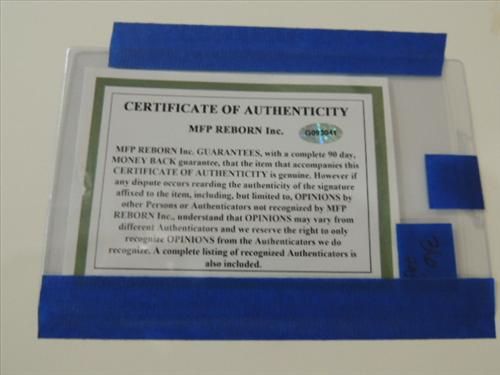 CERTIFICATE OF AUTHENTICITY
MFP REBORN Inc.
G093041
MFP REBORN Inc. GUARANTEES, with a complete 90 day,
MONEY BACK guarantee, that the item that accompanies this
CERTIFICATE OF AUTHENTICITY is genuine. However if
any dispute occurs rearding the authenticity of the signature
affixed to the item, including, but limited to, OPINIONS by
other Persons or Authenticators not recognized by MFP
REBORN Inc., understand that OPINIONS may vary from
different Authenticators and we reserve the right to only
recognize OPINIONS from the Authenticators we do
recognize. A complete listing of recognized Authenticators is
also included.